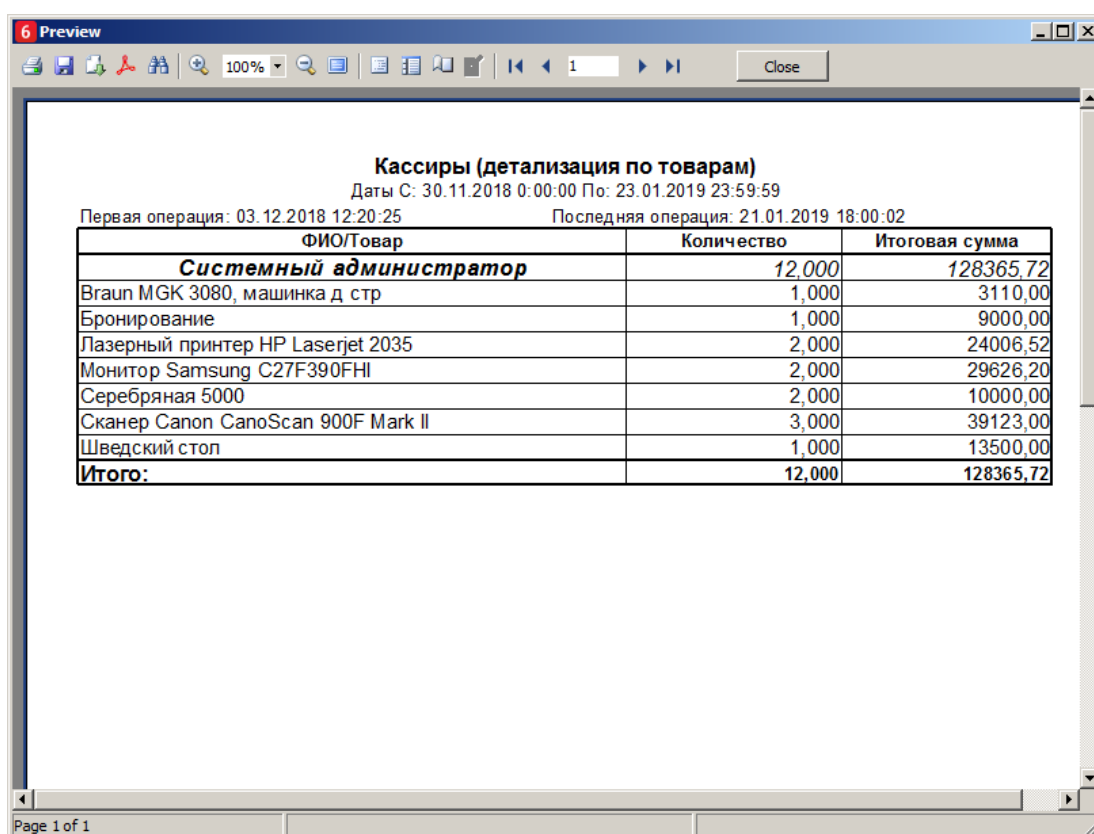 6 Preview
100% 1 Close
Кассиры (детализация по товарам)
Даты С: 30.11.2018 0:00:00 По: 23.01.2019 23:59:59
Первая операция: 03.12.2018 12:20:25 Последняя операция: 21.01.2019 18:00:02
ФИО/Товар Количество Итоговая сумма
Системный администратор 12,000 128365,72
Braun MGK 3080, машинка д стр 1,000 3110,00
Бронирование 1,000 9000,00
Лазерный принтер HP Laserjet 2035 2,000 24006,52
Монитор Samsung C27F390FHI 2,000 29626,20
Серебряная 5000 2,000 10000,00
Сканер Canon CanoScan 900F Mark II 3,000 39123,00
Шведский стол 1,000 13500,00
Итого: 12,000 128365,72
Page 1 of 1